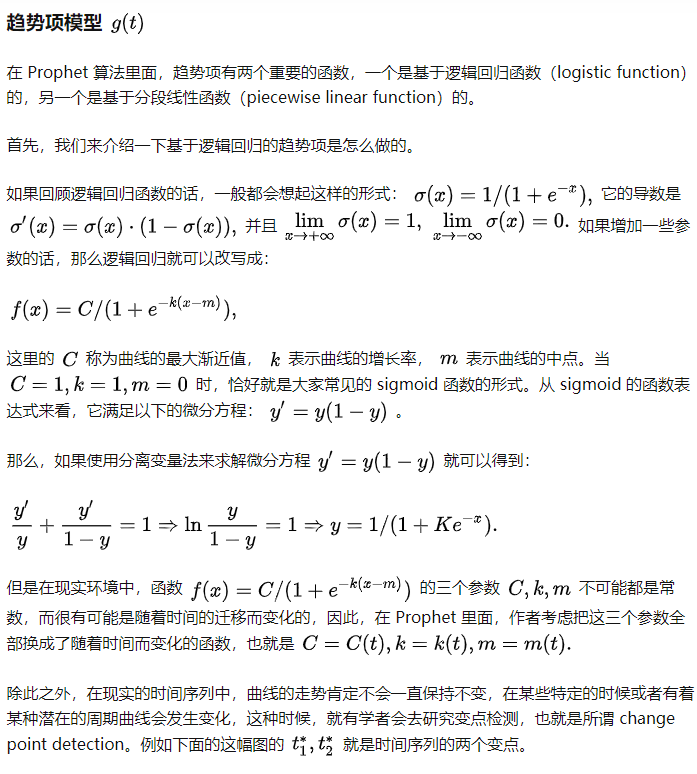 趋势项模型 g(t)
在 Prophet 算法里面，趋势项有两个重要的函数，一个是基于逻辑回归函数（logistic function）
的，另一个是基于分段线性函数（piecewise linear function）的。
首先，我们来介绍一下基于逻辑回归的趋势项是怎么做的。
如果回顾逻辑回归函数的话，一般都会想起这样的形式： σ(x) = 1/(1 + e^{-x}), 它的导数是
σ′(x) = σ(x) · (1 − σ(x)), 并且 lim_{x→+∞} σ(x) = 1, lim_{x→−∞} σ(x) = 0. 如果增加一些参
数的话，那么逻辑回归就可以改写成：
f(x) = C/(1 + e^{-k(x−m)}),
这里的 C 称为曲线的最大渐近值， k 表示曲线的增长率， m 表示曲线的中点。当
C = 1, k = 1, m = 0 时，恰好就是大家常见的 sigmoid 函数的形式。从 sigmoid 的函数表
达式来看，它满足以下的微分方程： y′ = y(1 − y) 。
那么，如果使用分离变量法来求解微分方程 y′ = y(1 − y) 就可以得到：
y′/y + y′/(1 − y) = 1 ⇒ ln y/(1 − y) = 1 ⇒ y = 1/(1 + Ke^{-x}).
但是在现实环境中，函数 f(x) = C/(1 + e^{-k(x−m)}) 的三个参数 C, k, m 不可能都是常
数，而很有可能是随着时间的迁移而变化的，因此，在 Prophet 里面，作者考虑把这三个参数全
部换成了随着时间而变化的函数，也就是 C = C(t), k = k(t), m = m(t).
除此之外，在现实的时间序列中，曲线的走势肯定不会一直保持不变，在某些特定的时候或者有着
某种潜在的周期曲线会发生变化，这种时候，就有学者会去研究变点检测，也就是所谓 change
point detection。例如下面的这幅图的 t_1^*, t_2^* 就是时间序列的两个变点。